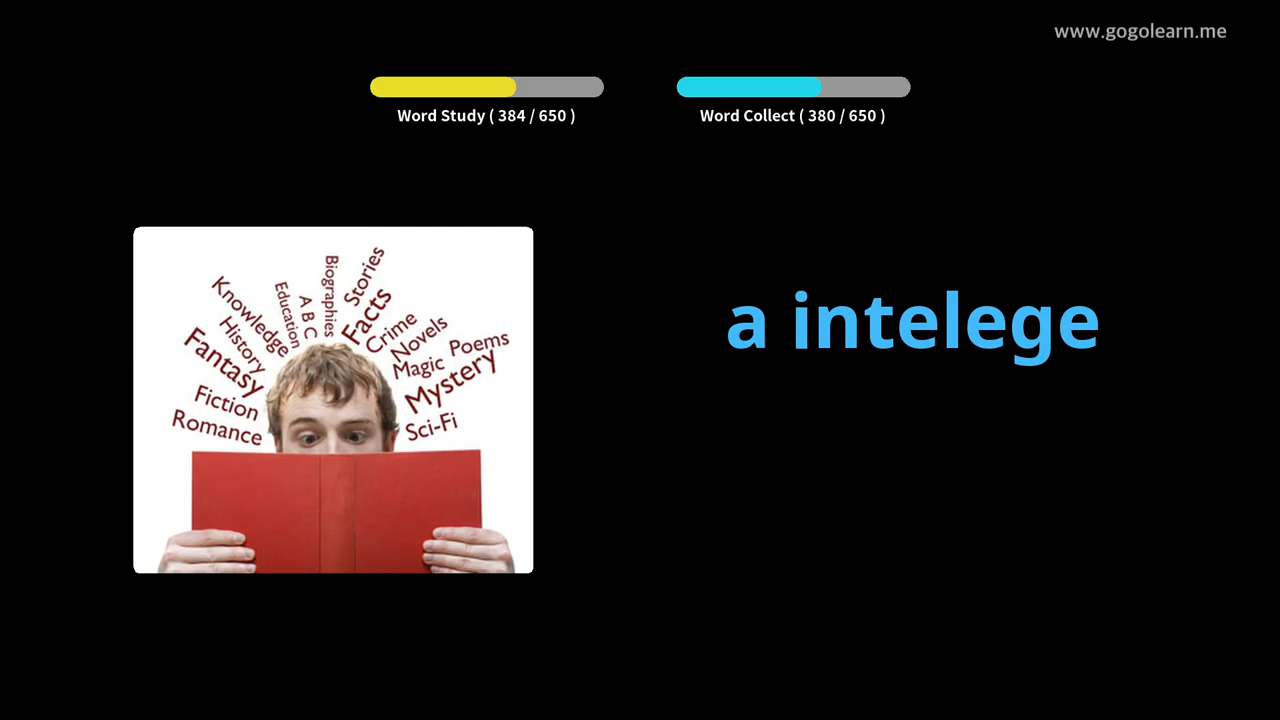 www.gogolearn.me
Word Study ( 384 / 650 )
Word Collect ( 380 / 650 )
a intelege
Stories
Biographies
Facts
A B C
Education
Knowledge
Crime
History
Novels
Fantasy
Poems
Magic
Mystery
Fiction
Sci-Fi
Romance